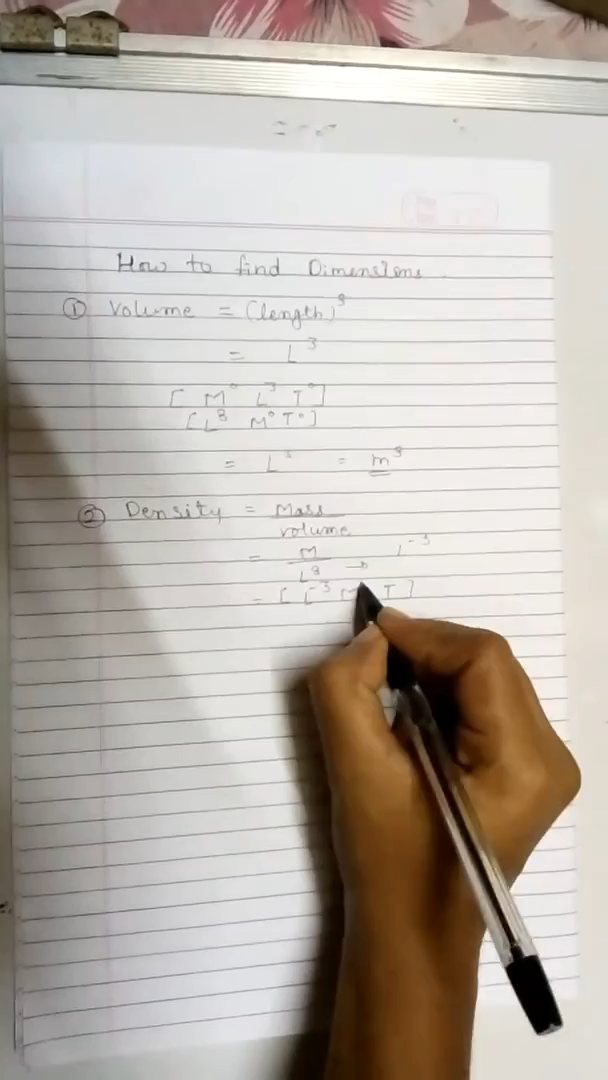 How to find Dimensions.
① Volume = (length)³
= L³
[ M° L³ T° ]
[ L³ M° T° ]
= L³ = m³
② Density = Mass
volume
= M
L³ → L⁻³
= [ L⁻³ M T ]